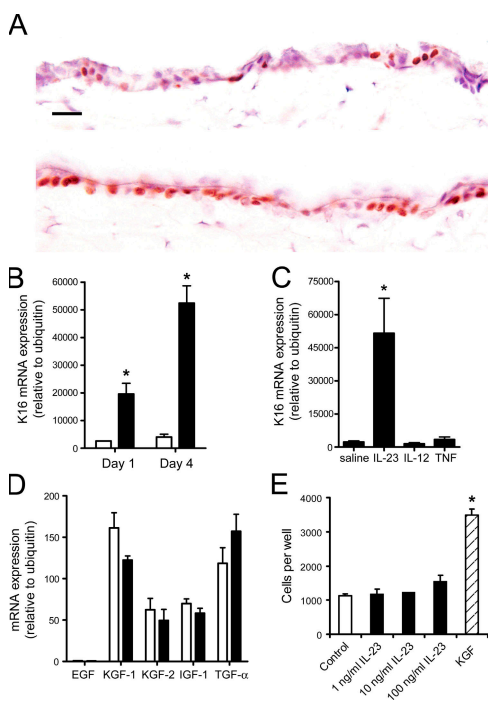 A
B
K16 mRNA expression
(relative to ubiquitin)
60000
50000
40000
30000
20000
10000
0
*
*
Day 1
Day 4
C
K16 mRNA expression
(relative to ubiquitin)
75000
60000
45000
30000
15000
0
*
saline IL-23 IL-12 TNF
D
mRNA expression
(relative to ubiquitin)
200
150
100
50
0
EGF KGF-1 KGF-2 IGF-1 TGF-α
E
Cells per well
4000
3000
2000
1000
0
*
Control
1 ng/ml IL-23
10 ng/ml IL-23
100 ng/ml IL-23
KGF